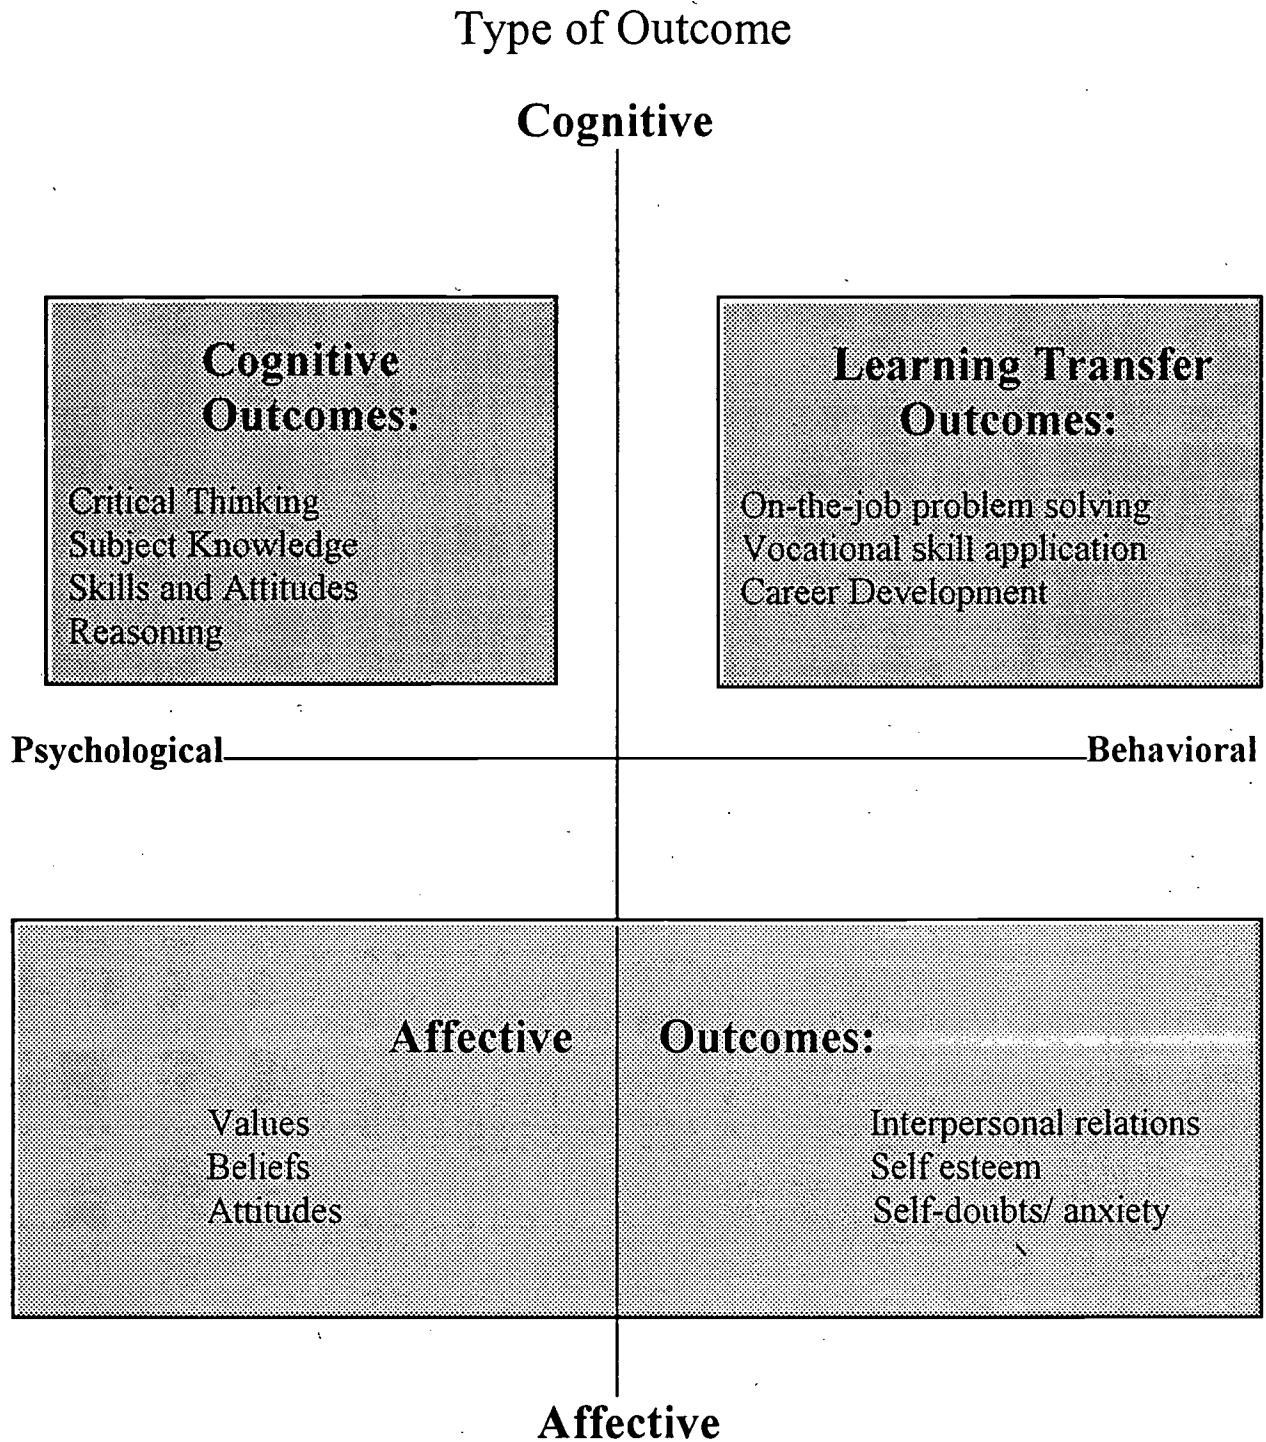 Type of Outcome
Cognitive
Cognitive
Outcomes:
Critical Thinking
Subject Knowledge
Skills and Attitudes
Reasoning
Learning Transfer
Outcomes:
On-the-job problem solving
Vocational skill application
Career Development
Psychological
Behavioral
Affective Outcomes:
Values
Beliefs
Attitudes
Interpersonal relations
Self esteem
Self-doubts/ anxiety
Affective